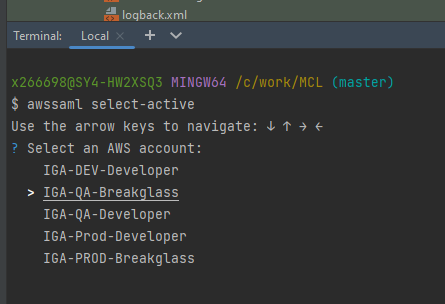 logback.xml
Terminal: Local × + ∨
x266698@SY4-HW2XSQ3 MINGW64 /c/work/MCL (master)
$ awssaml select-active
Use the arrow keys to navigate: ↓ ↑ → ←
? Select an AWS account:
IGA-DEV-Developer
> IGA-QA-Breakglass
IGA-QA-Developer
IGA-Prod-Developer
IGA-PROD-Breakglass